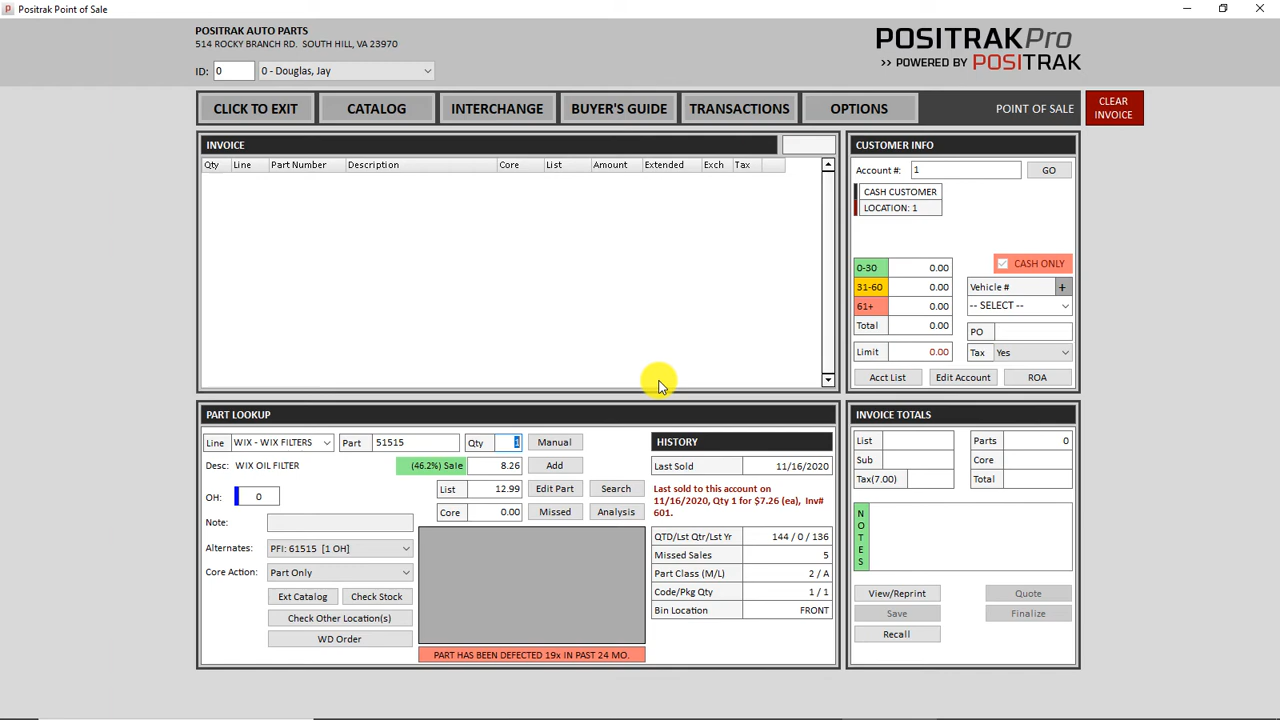 Positrak Point of Sale
POSITRAK AUTO PARTS
514 ROCKY BRANCH RD. SOUTH HILL, VA 23970
ID: 0 0 - Douglas, Jay
POSITRAKPro
>> POWERED BY POSITRAK
CLICK TO EXIT CATALOG INTERCHANGE BUYER'S GUIDE TRANSACTIONS OPTIONS POINT OF SALE
CLEAR
INVOICE
INVOICE
Qty Line Part Number Description Core List Amount Extended Exch Tax
CUSTOMER INFO
Account #: 1 GO
CASH CUSTOMER
LOCATION: 1
CASH ONLY
0-30 0.00
31-60 0.00
61+ 0.00
Total 0.00
Limit 0.00
Vehicle # +
-- SELECT --
PO
Tax Yes
Acct List Edit Account ROA
PART LOOKUP
Line WIX - WIX FILTERS Part 51515 Qty 1 Manual
Desc: WIX OIL FILTER (46.2%) Sale 8.26 Add
OH: 0 List 12.99 Edit Part Search
Core 0.00 Missed Analysis
Note:
Alternates: PFI: 61515 [1 OH]
Core Action: Part Only
Ext Catalog Check Stock
Check Other Location(s)
WD Order
PART HAS BEEN DEFECTED 19x IN PAST 24 MO.
HISTORY
Last Sold 11/16/2020
Last sold to this account on
11/16/2020, Qty 1 for $7.26 (ea), Inv#
601.
QTD/Lst Qtr/Lst Yr 144 / 0 / 136
Missed Sales 5
Part Class (M/L) 2 / A
Code/Pkg Qty 1 / 1
Bin Location FRONT
INVOICE TOTALS
List Parts 0
Sub Core
Tax(7.00) Total
N
O
T
E
S
View/Reprint Quote
Save Finalize
Recall